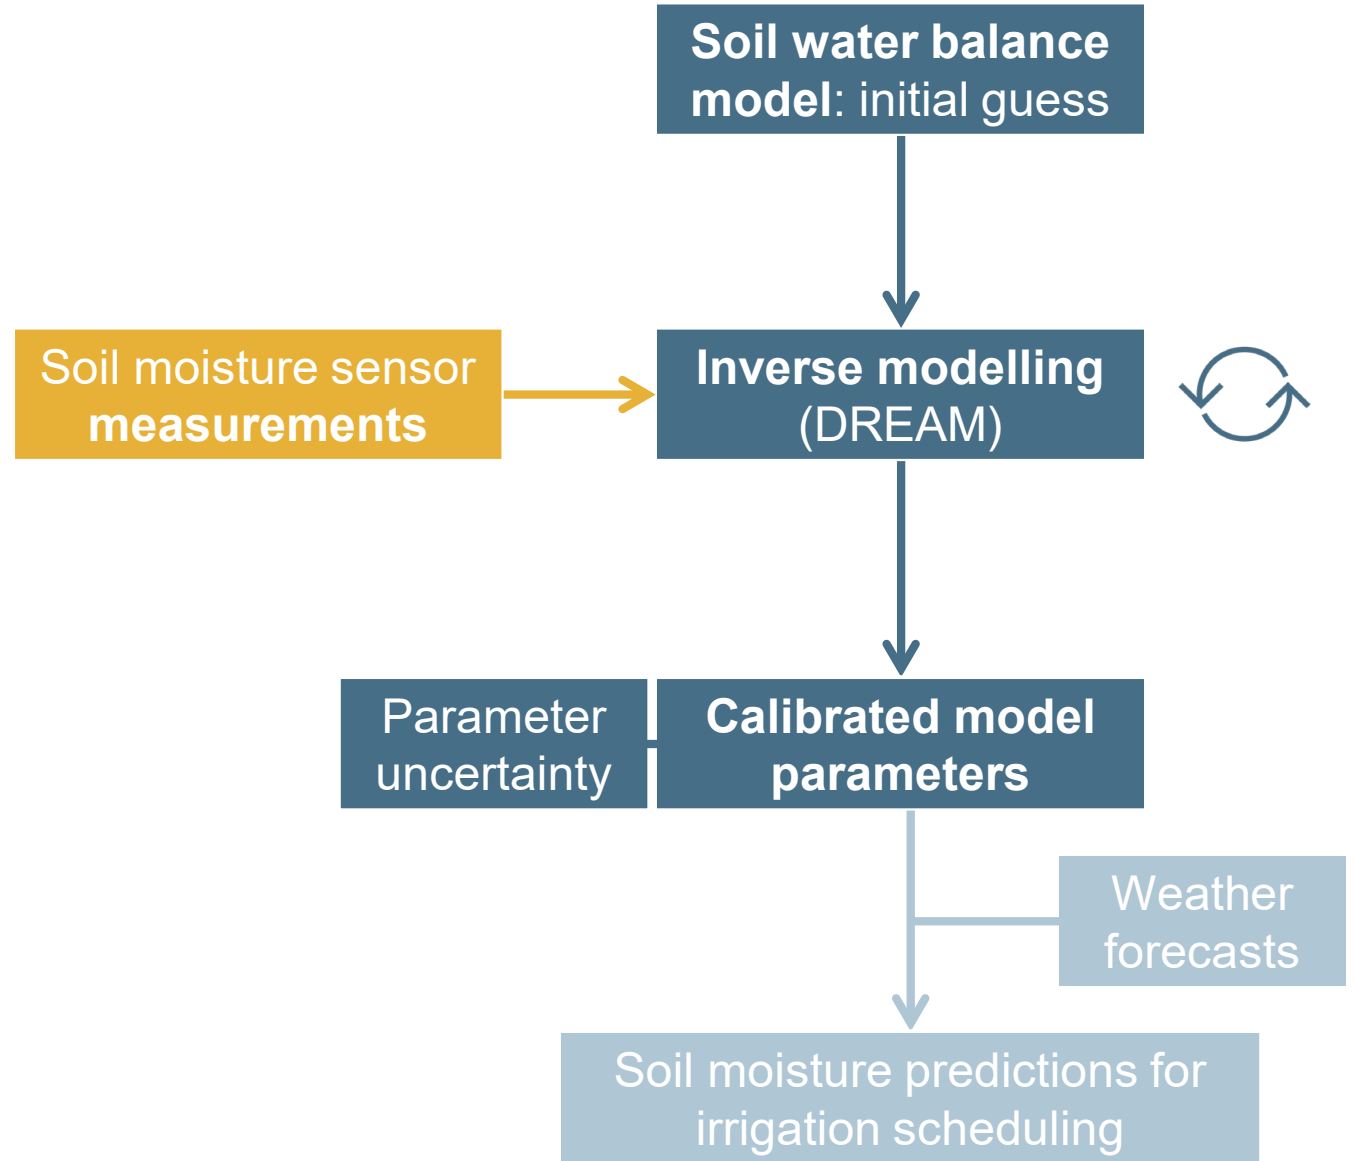 Soil water balance
model: initial guess
Soil moisture sensor
measurements
Inverse modelling
(DREAM)
Parameter
uncertainty
Calibrated model
parameters
Weather
forecasts
Soil moisture predictions for
irrigation scheduling